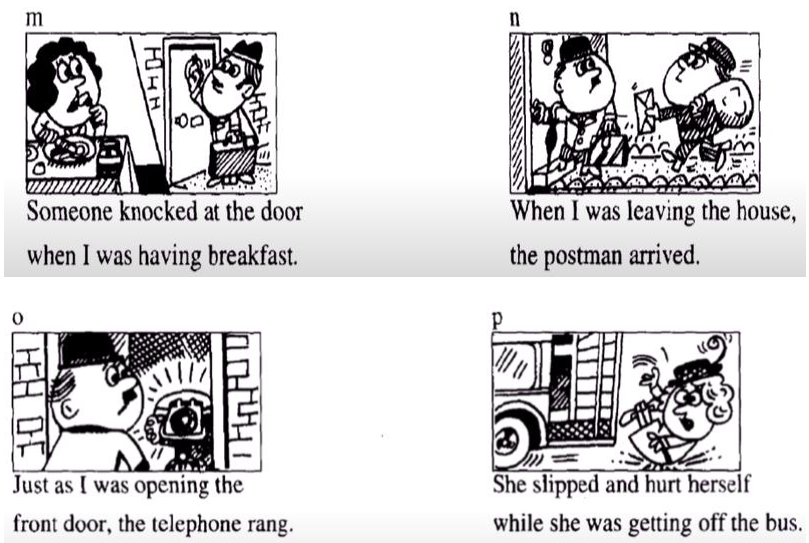 m
Someone knocked at the door
when I was having breakfast.
n
When I was leaving the house,
the postman arrived.
o
Just as I was opening the
front door, the telephone rang.
p
She slipped and hurt herself
while she was getting off the bus.